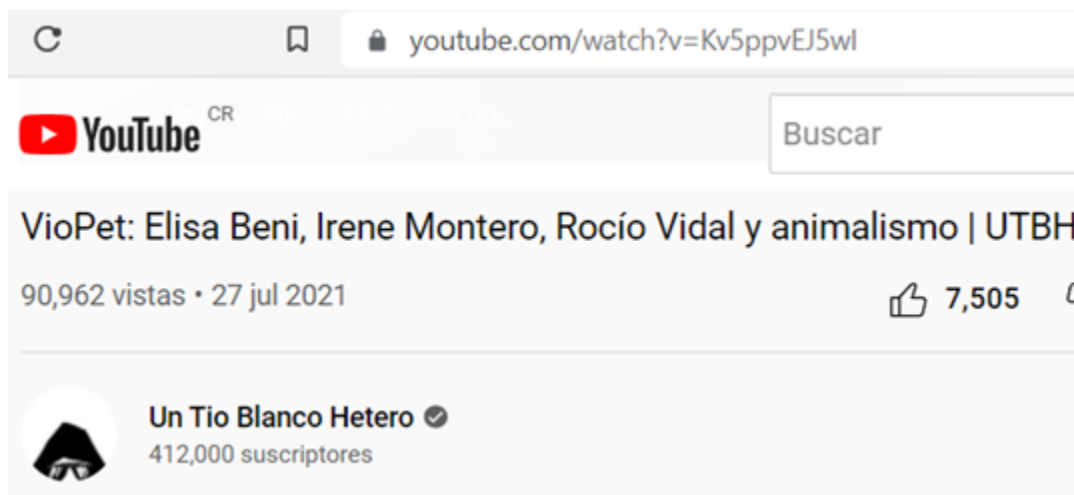 youtube.com/watch?v=Kv5ppvEJ5wI
YouTube CR
Buscar
VioPet: Elisa Beni, Irene Montero, Rocío Vidal y animalismo | UTBH
90,962 vistas • 27 jul 2021
7,505
Un Tio Blanco Hetero
412,000 suscriptores